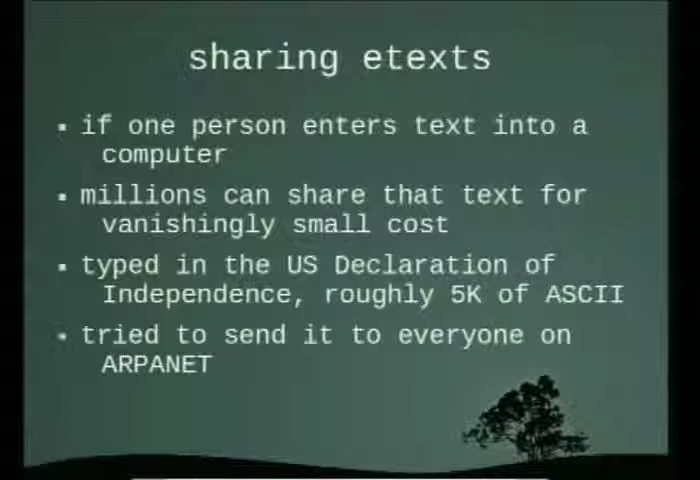 sharing etexts
▪ if one person enters text into a
computer
▪ millions can share that text for
vanishingly small cost
▪ typed in the US Declaration of
Independence, roughly 5K of ASCII
▪ tried to send it to everyone on
ARPANET